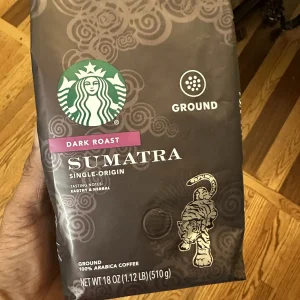 GROUND
DARK ROAST
SUMATRA
SINGLE-ORIGIN
TASTING NOTES:
EARTHY & HERBAL
GROUND
100% ARABICA COFFEE
NET WT 18 OZ (1.12 LB) (510 g)